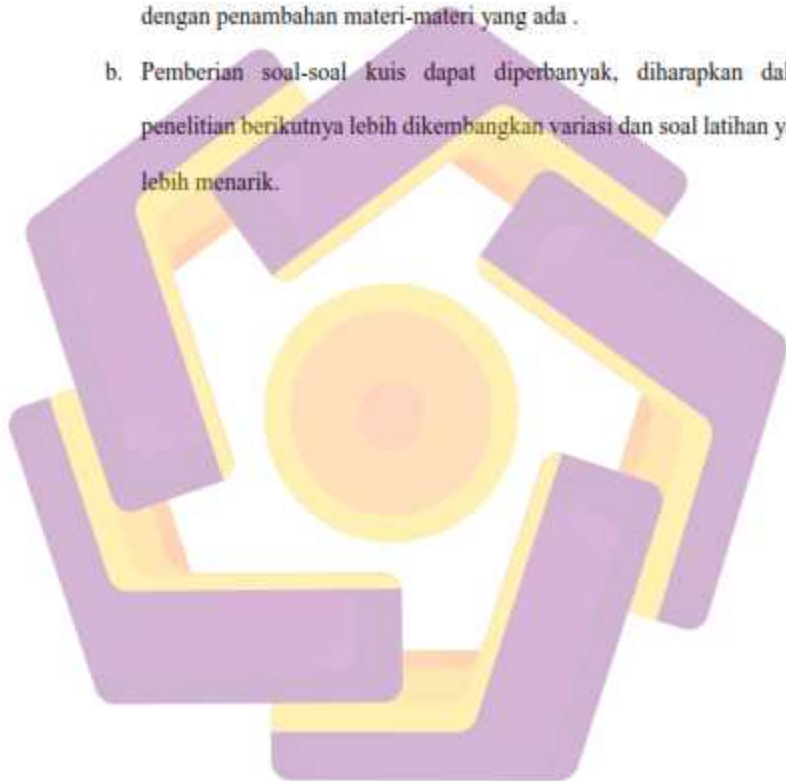 dengan penambahan materi-materi yang ada .
b. Pemberian soal-soal kuis dapat diperbanyak, diharapkan dal
penelitian berikutnya lebih dikembangkan variasi dan soal latihan y
lebih menarik.